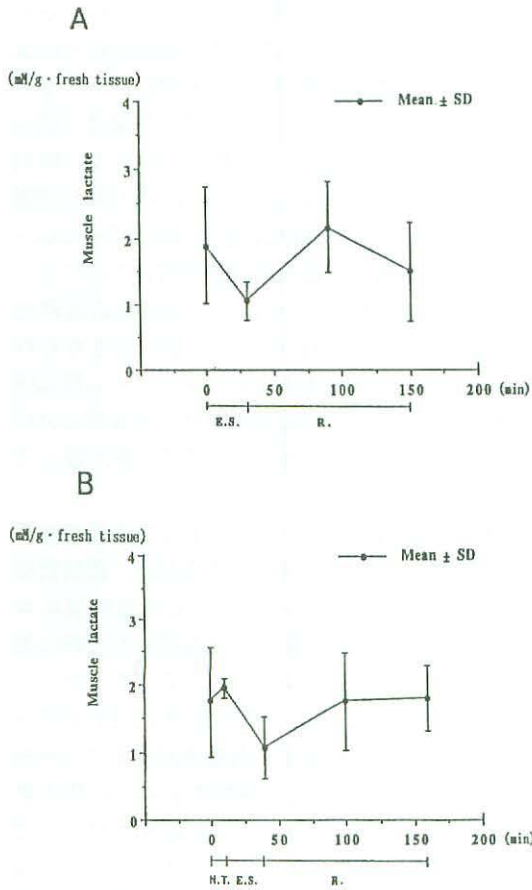 A
(mM/g・fresh tissue)
Mean ± SD
Muscle lactate
4
3
2
1
0
0 50 100 150 200 (min)
E.S. R.
B
(mM/g・fresh tissue)
Mean ± SD
Muscle lactate
4
3
2
1
0
0 50 100 150 200 (min)
H.T. E.S. R.